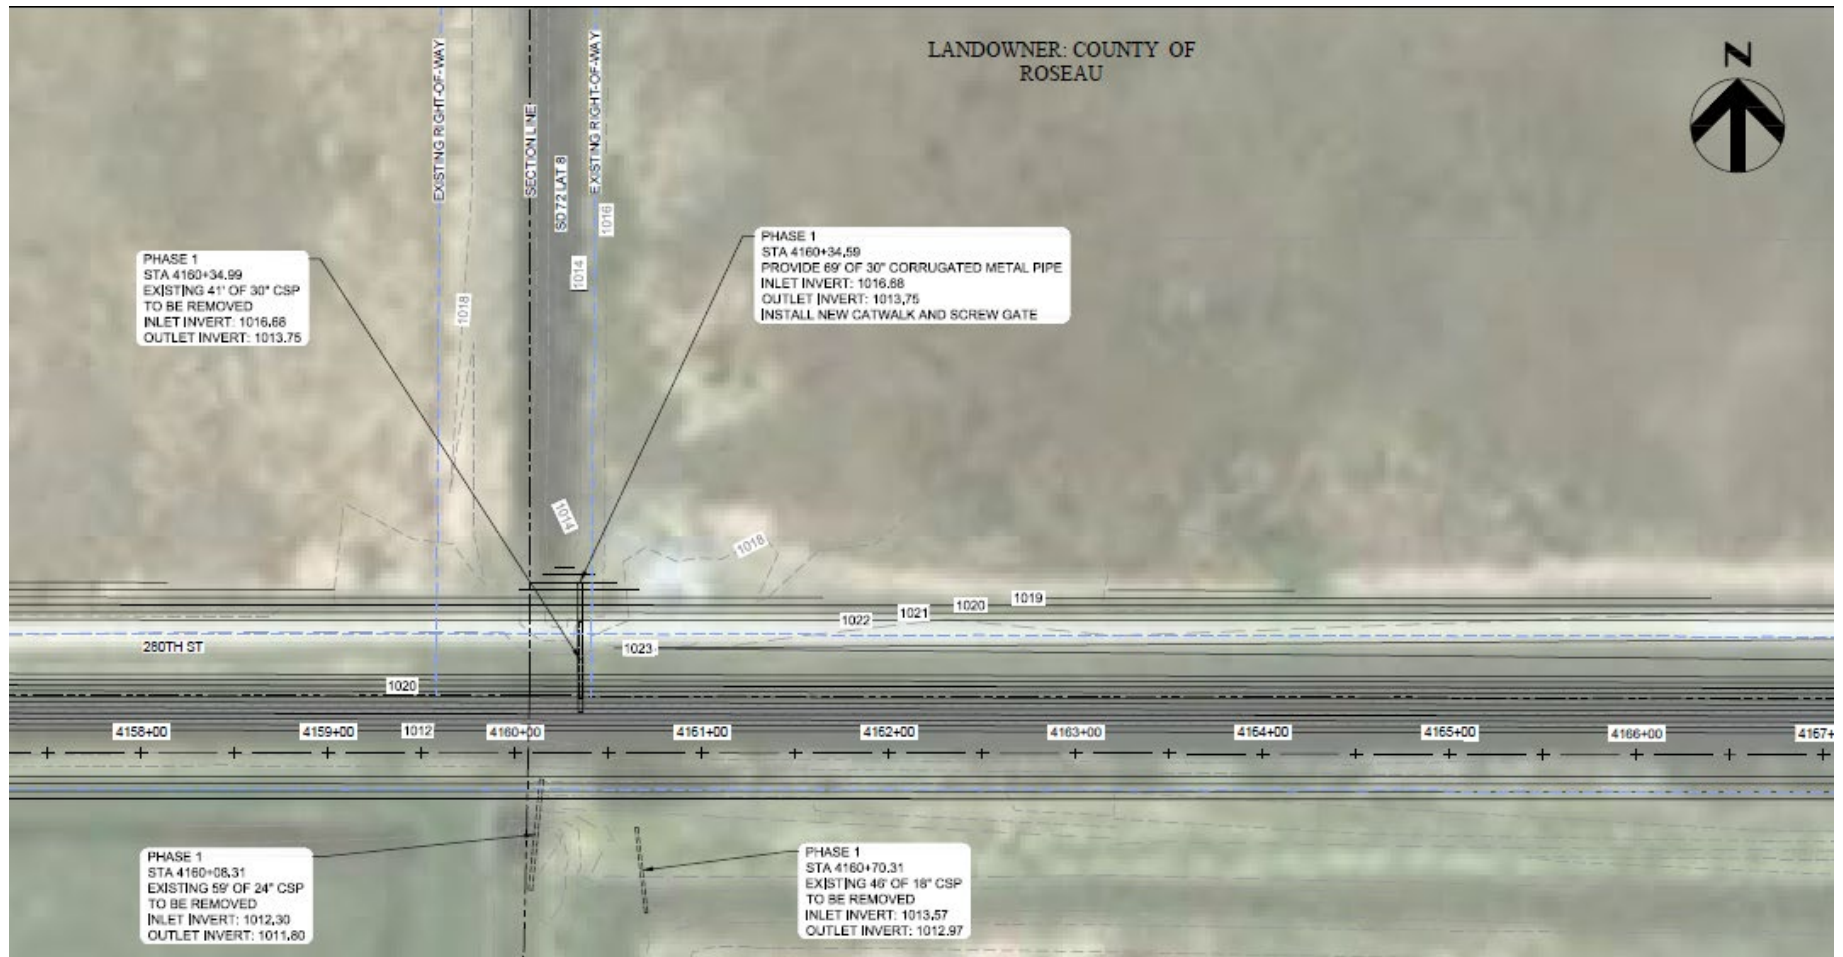 LANDOWNER: COUNTY OF
ROSEAU
N
EXISTING RIGHT-OF-WAY
SECTION LINE
SD 72 LAT 8
EXISTING RIGHT-OF-WAY
1016
1014
1018
PHASE 1
STA 4160+34.99
EXISTING 41' OF 30" CSP
TO BE REMOVED
INLET INVERT: 1016.68
OUTLET INVERT: 1013.75
PHASE 1
STA 4160+34.59
PROVIDE 69' OF 30" CORRUGATED METAL PIPE
INLET INVERT: 1016.68
OUTLET INVERT: 1013.75
INSTALL NEW CATWALK AND SCREW GATE
1014
1018
1019
1020
1021
1022
1023
280TH ST
1020
4158+00
4159+00
1012
4160+00
4161+00
4162+00
4163+00
4164+00
4165+00
4166+00
4167+
PHASE 1
STA 4160+08.31
EXISTING 59' OF 24" CSP
TO BE REMOVED
INLET INVERT: 1012.30
OUTLET INVERT: 1011.80
PHASE 1
STA 4160+70.31
EXISTING 46' OF 18" CSP
TO BE REMOVED
INLET INVERT: 1013.57
OUTLET INVERT: 1012.97